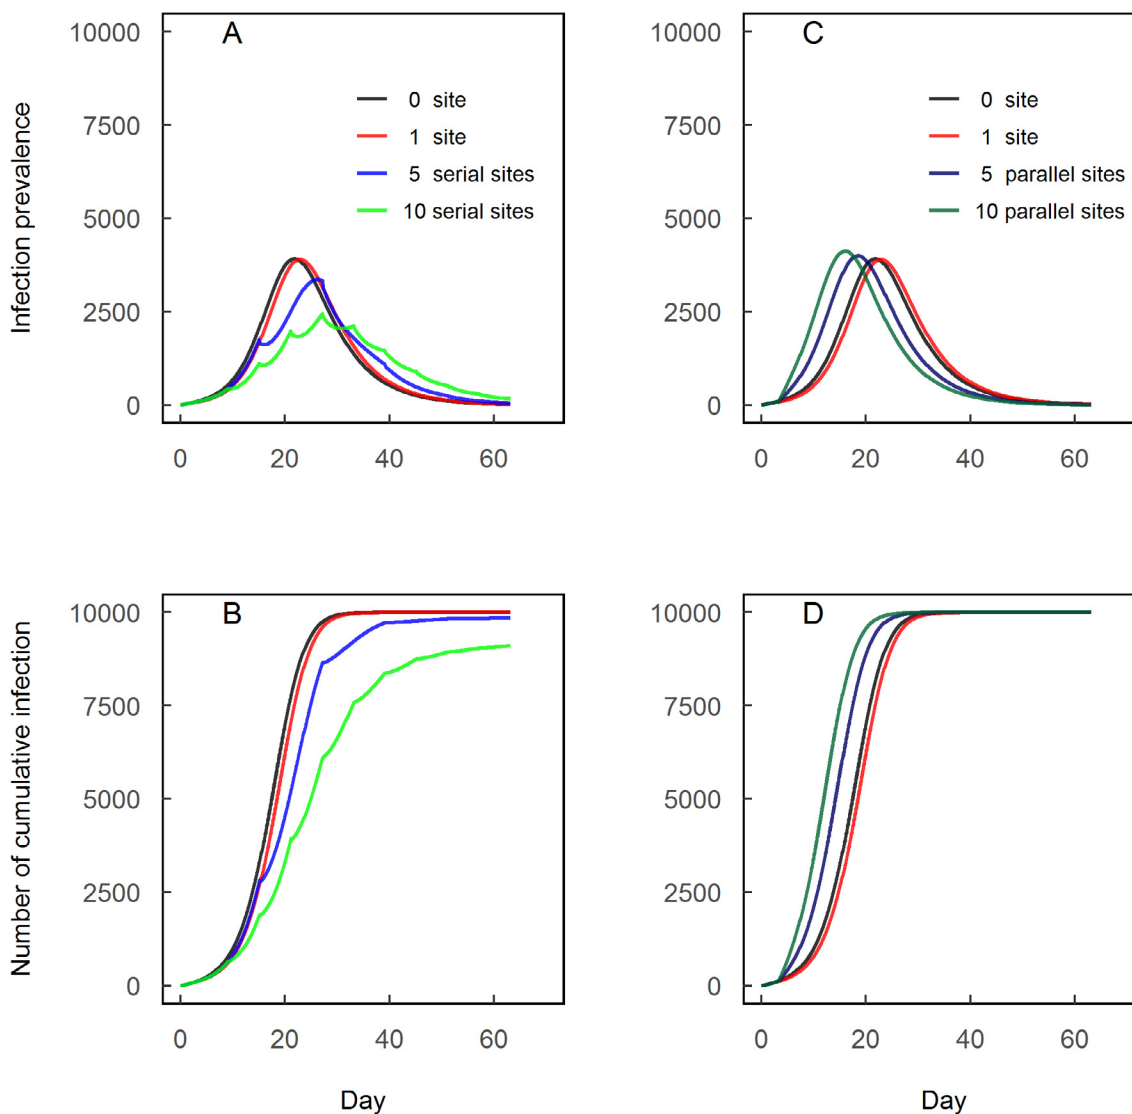 A
10000
7500
5000
2500
0
Infection prevalence
0 site
1 site
5 serial sites
10 serial sites
0 20 40 60
C
10000
7500
5000
2500
0
0 site
1 site
5 parallel sites
10 parallel sites
0 20 40 60
B
10000
7500
5000
2500
0
Number of cumulative infection
0 20 40 60
Day
D
10000
7500
5000
2500
0
0 20 40 60
Day